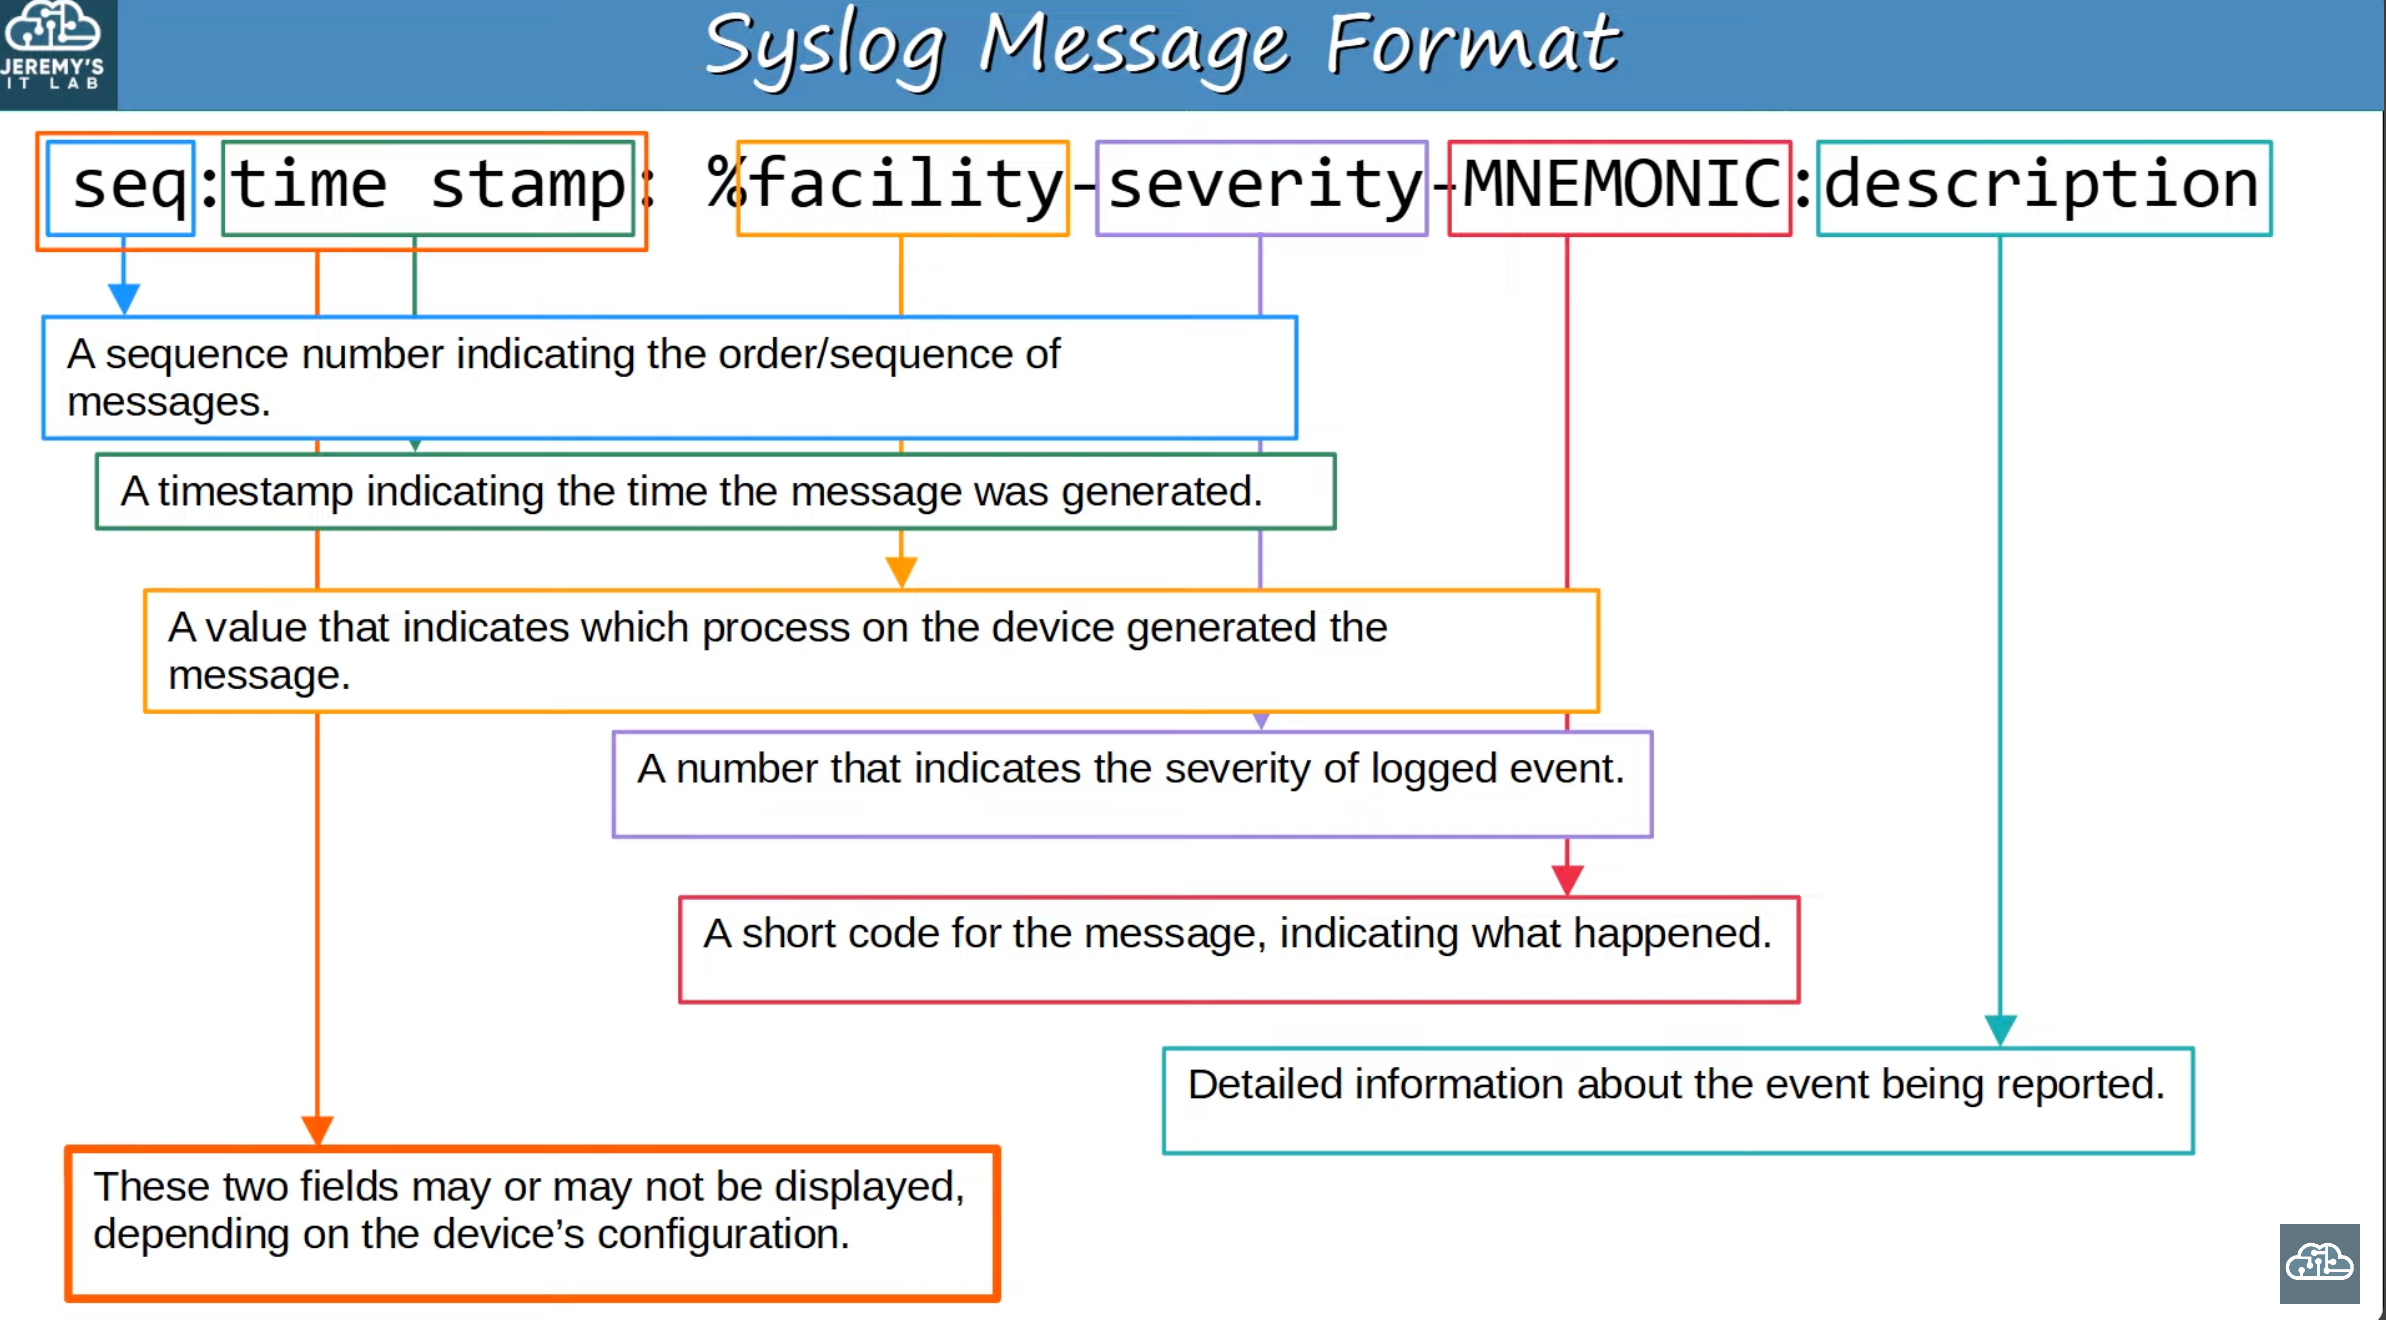 JEREMY'S
IT LAB
Syslog Message Format
seq:time stamp: %facility-severity-MNEMONIC:description
A sequence number indicating the order/sequence of
messages.
A timestamp indicating the time the message was generated.
A value that indicates which process on the device generated the
message.
A number that indicates the severity of logged event.
A short code for the message, indicating what happened.
Detailed information about the event being reported.
These two fields may or may not be displayed,
depending on the device’s configuration.